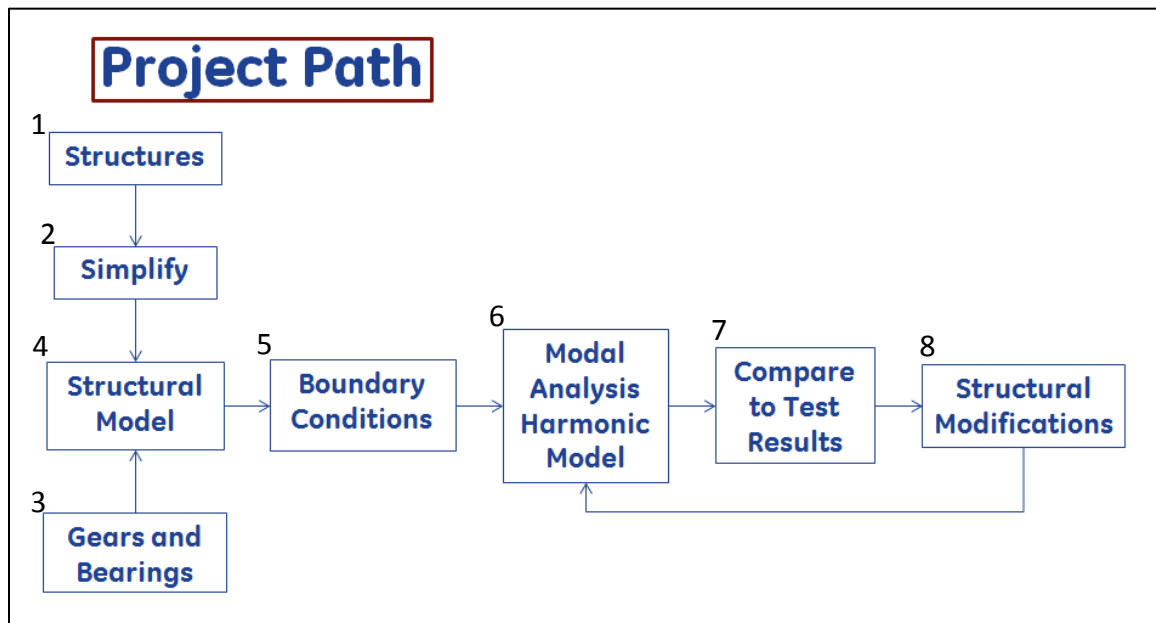 Project Path
1
Structures
2
Simplify
4
Structural
Model
3
Gears and
Bearings
5
Boundary
Conditions
6
Modal
Analysis
Harmonic
Model
7
Compare
to Test
Results
8
Structural
Modifications